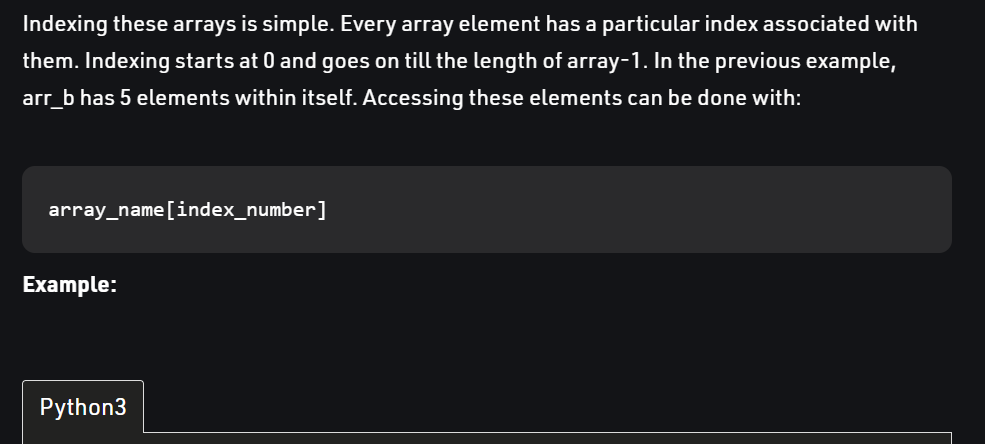 Indexing these arrays is simple. Every array element has a particular index associated with
them. Indexing starts at 0 and goes on till the length of array-1. In the previous example,
arr_b has 5 elements within itself. Accessing these elements can be done with:
array_name[index_number]
Example:
Python3